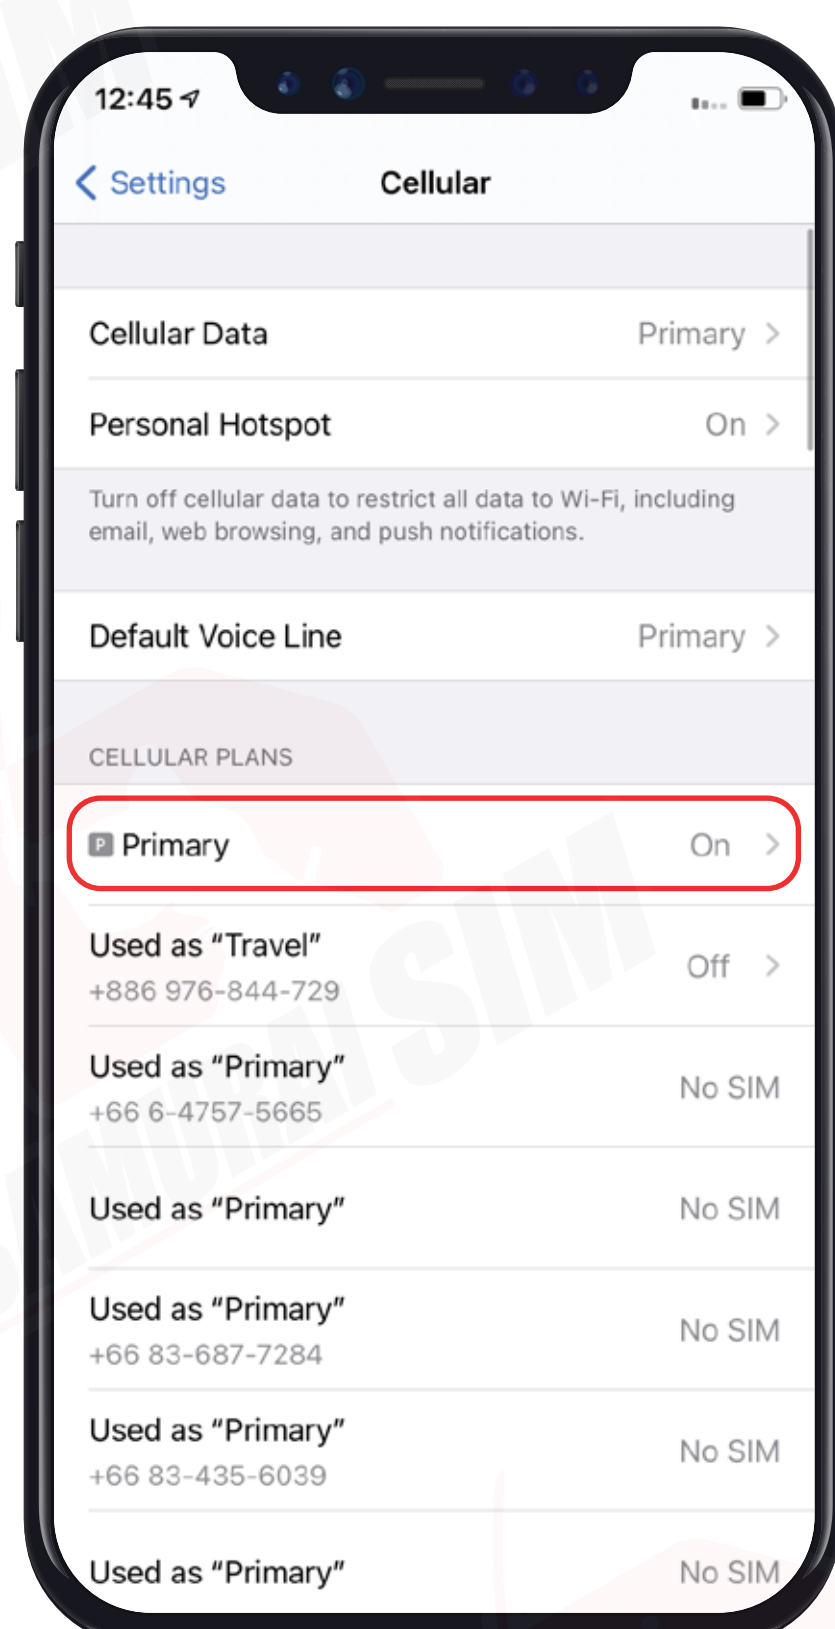 12:45
Settings
Cellular
Cellular Data
Primary
Personal Hotspot
On
Turn off cellular data to restrict all data to Wi-Fi, including
email, web browsing, and push notifications.
Default Voice Line
Primary
CELLULAR PLANS
P Primary
On
Used as “Travel”
+886 976-844-729
Off
Used as “Primary”
+66 6-4757-5665
No SIM
Used as “Primary”
No SIM
Used as “Primary”
+66 83-687-7284
No SIM
Used as “Primary”
+66 83-435-6039
No SIM
Used as “Primary”
No SIM
SAMURAI SIM
SIM